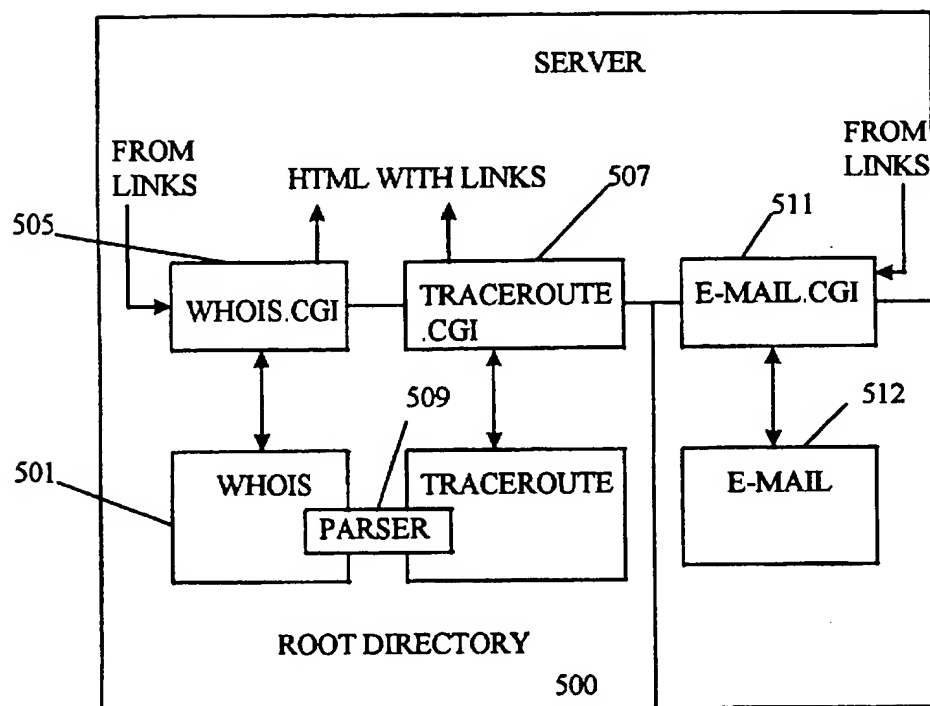 SERVER
FROM
LINKS
HTML WITH LINKS
507
FROM
LINKS
505
511
WHOIS.CGI
TRACEROUTE
.CGI
E-MAIL.CGI
509
512
501
WHOIS
TRACEROUTE
E-MAIL
PARSER
ROOT DIRECTORY
500